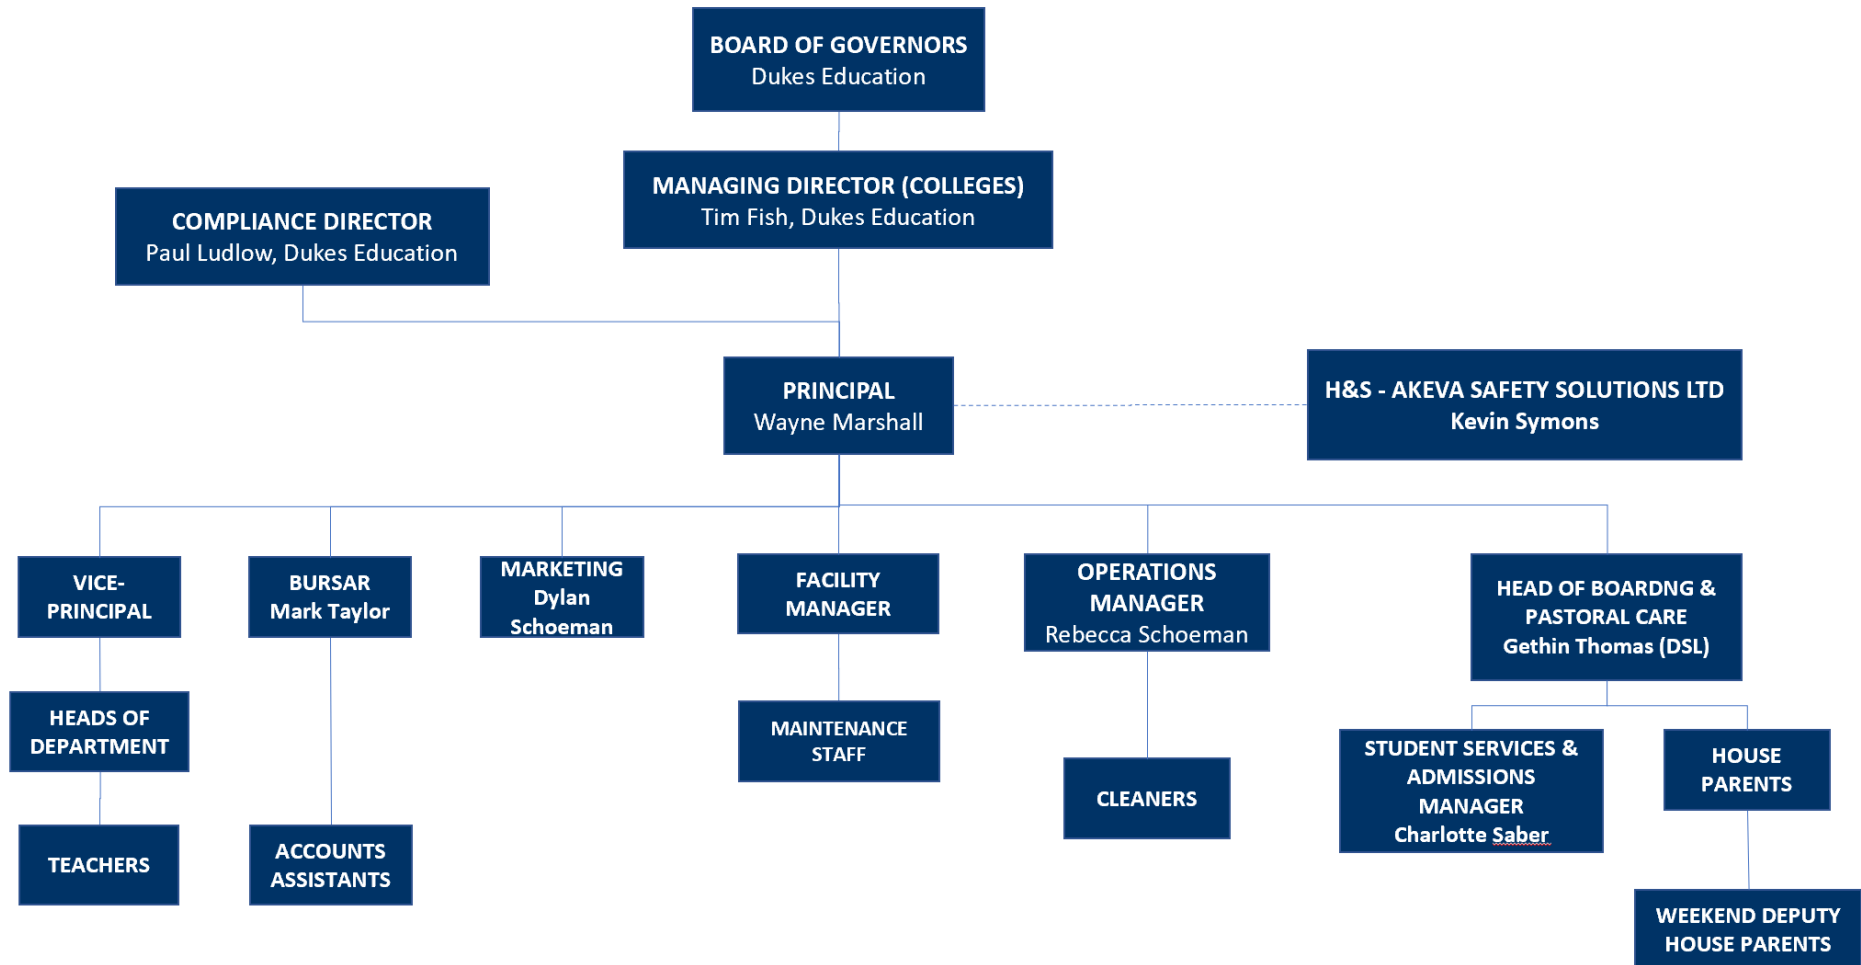 BOARD OF GOVERNORS
Dukes Education
MANAGING DIRECTOR (COLLEGES)
Tim Fish, Dukes Education
COMPLIANCE DIRECTOR
Paul Ludlow, Dukes Education
PRINCIPAL
Wayne Marshall
H&S - AKEVA SAFETY SOLUTIONS LTD
Kevin Symons
VICE-
PRINCIPAL
BURSAR
Mark Taylor
MARKETING
Dylan
Schoeman
FACILITY
MANAGER
OPERATIONS
MANAGER
Rebecca Schoeman
HEAD OF BOARDNG &
PASTORAL CARE
Gethin Thomas (DSL)
HEADS OF
DEPARTMENT
MAINTENANCE
STAFF
CLEANERS
STUDENT SERVICES &
ADMISSIONS
MANAGER
Charlotte Saber
HOUSE
PARENTS
TEACHERS
ACCOUNTS
ASSISTANTS
WEEKEND DEPUTY
HOUSE PARENTS